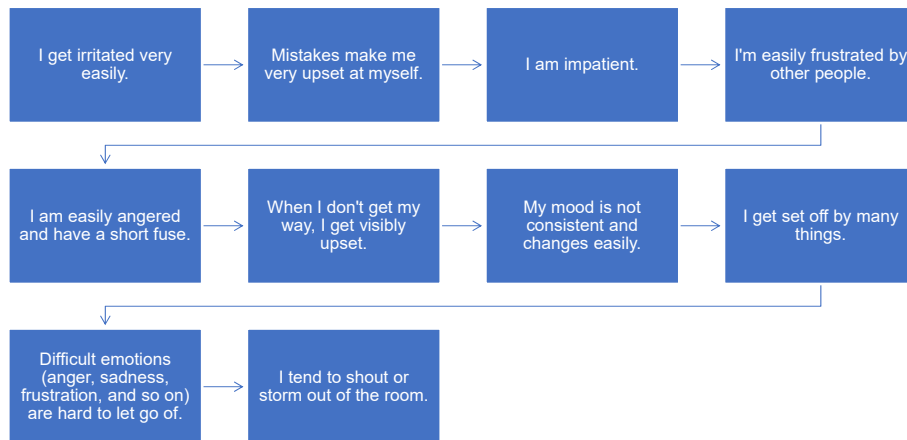 I get irritated very
easily.
Mistakes make me
very upset at myself.
I am impatient.
I'm easily frustrated by
other people.
I am easily angered
and have a short fuse.
When I don't get my
way, I get visibly
upset.
My mood is not
consistent and
changes easily.
I get set off by many
things.
Difficult emotions
(anger, sadness,
frustration, and so on)
are hard to let go of.
I tend to shout or
storm out of the room.